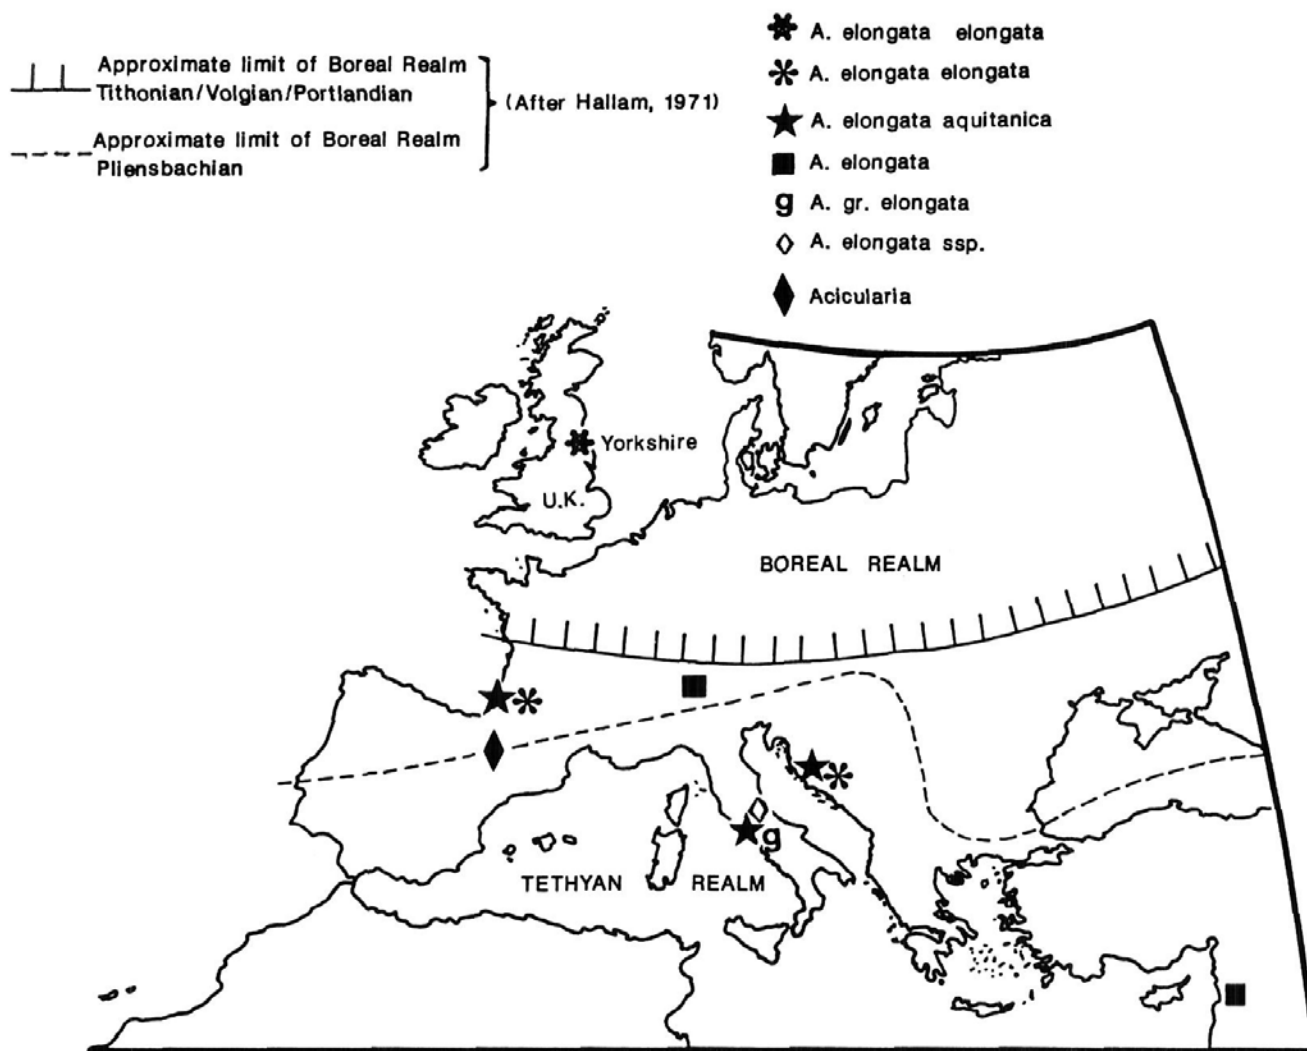 Approximate limit of Boreal Realm
Tithonian/Volgian/Portlandian
(After Hallam, 1971)
Approximate limit of Boreal Realm
Pliensbachian
A. elongata elongata
A. elongata elongata
A. elongata aquitanica
A. elongata
g A. gr. elongata
A. elongata ssp.
Acicularia
Yorkshire
U.K.
BOREAL REALM
g
TETHYAN REALM